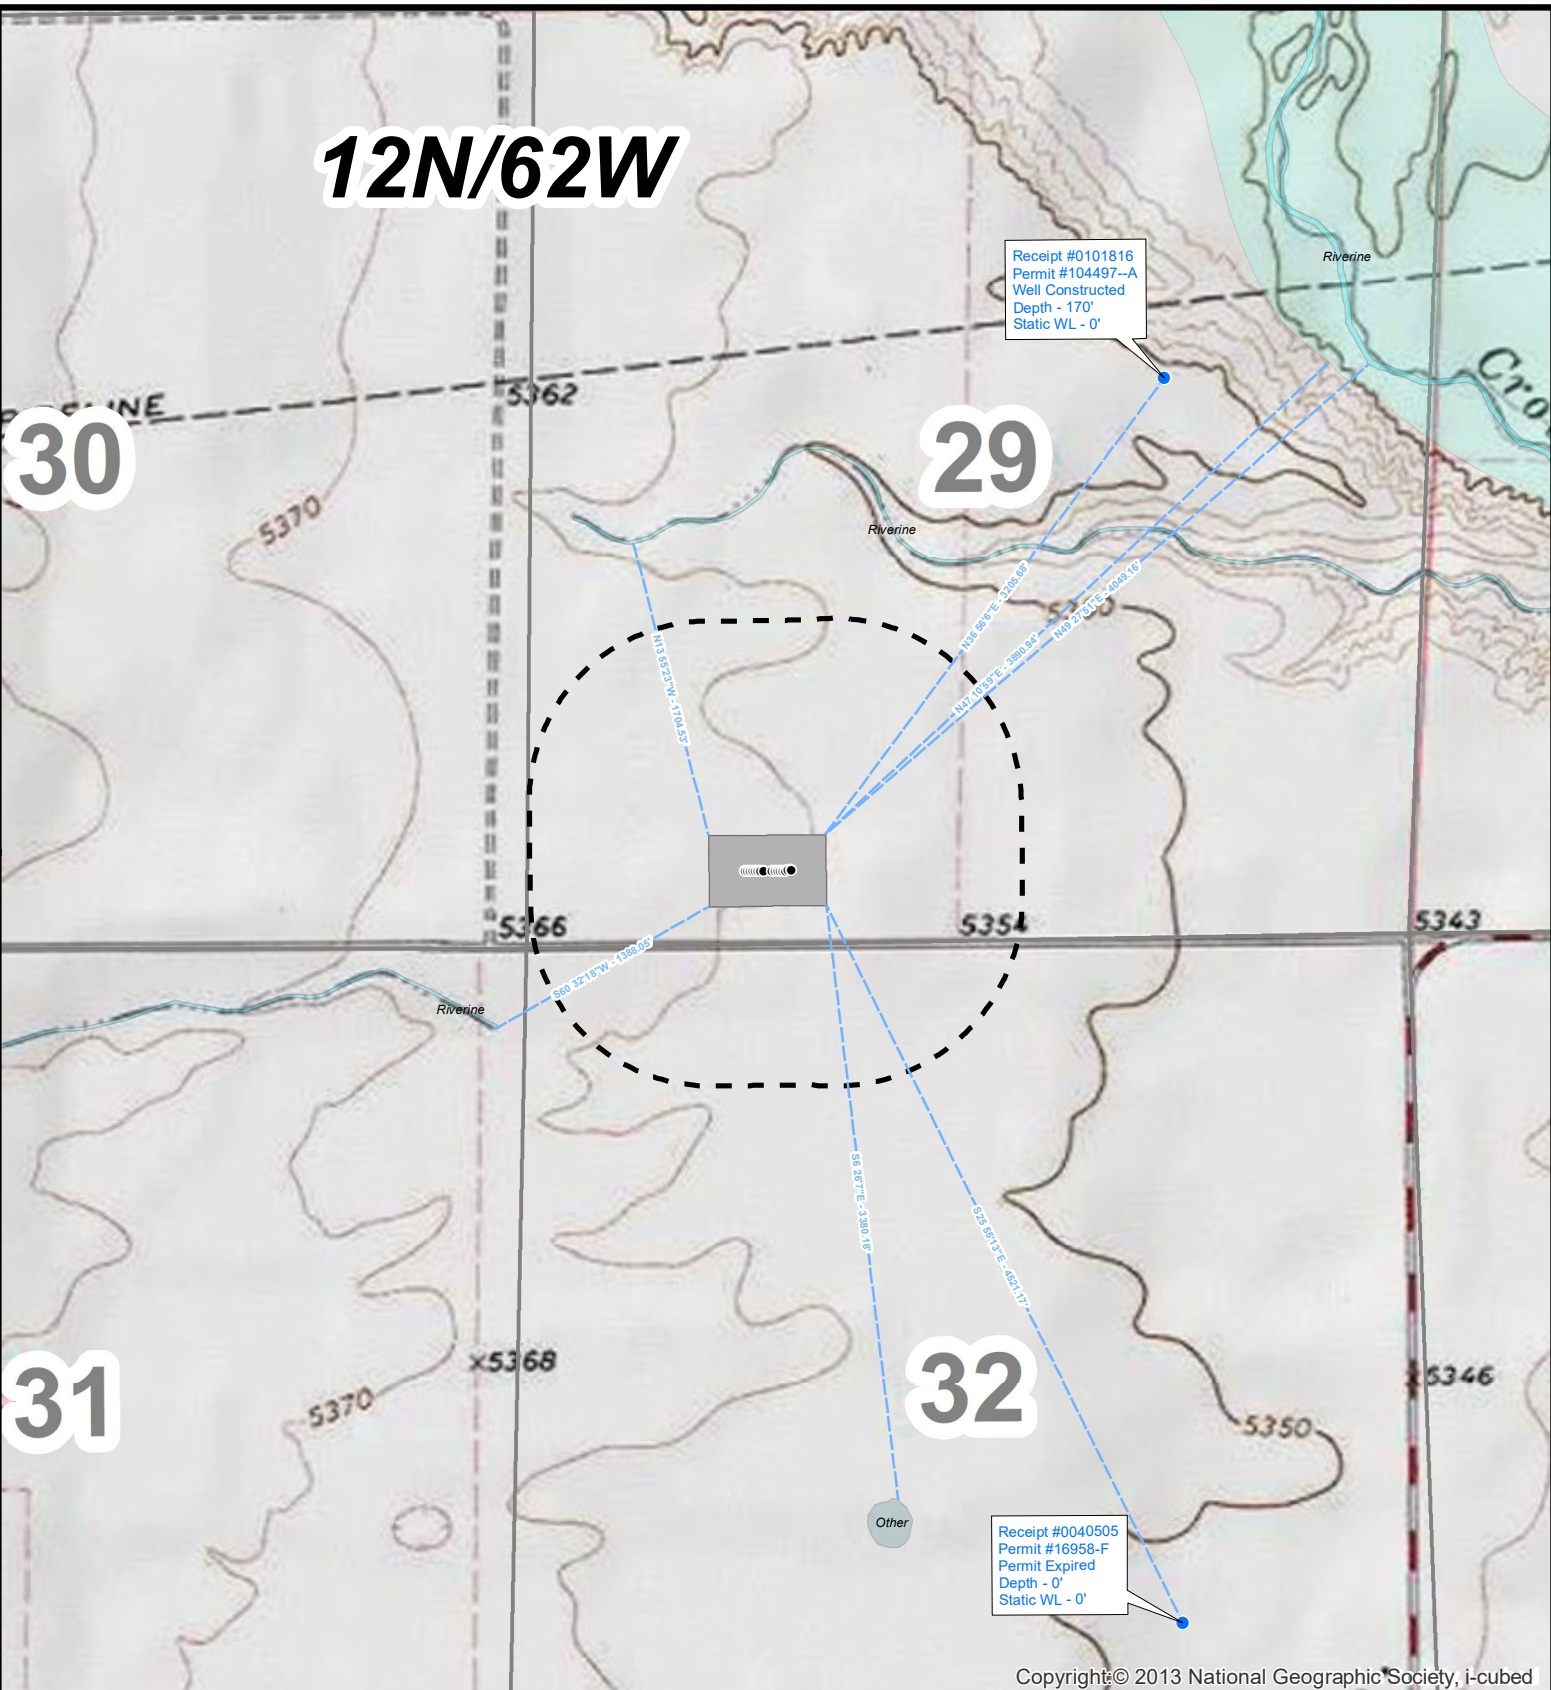 12N/62W
Receipt #0101816
Permit #104497--A
Well Constructed
Depth - 170'
Static WL - 0'
Riverine
5362
30
29
5370
Riverine
N36 56'6"E - 3205.68'
N49 27'51"E - 4049.16'
N47 10'59"E - 3890.94'
N13 55'23"W - 1704.53'
5366
5354
5343
S60 32'18"W - 1388.05'
Riverine
S6 26'7"E - 3380.18'
S25 55'13"E - 4521.17'
x5368
31
32
5346
5370
5350
Other
Receipt #0040505
Permit #16958-F
Permit Expired
Depth - 0'
Static WL - 0'
Copyright:© 2013 National Geographic Society, i-cubed